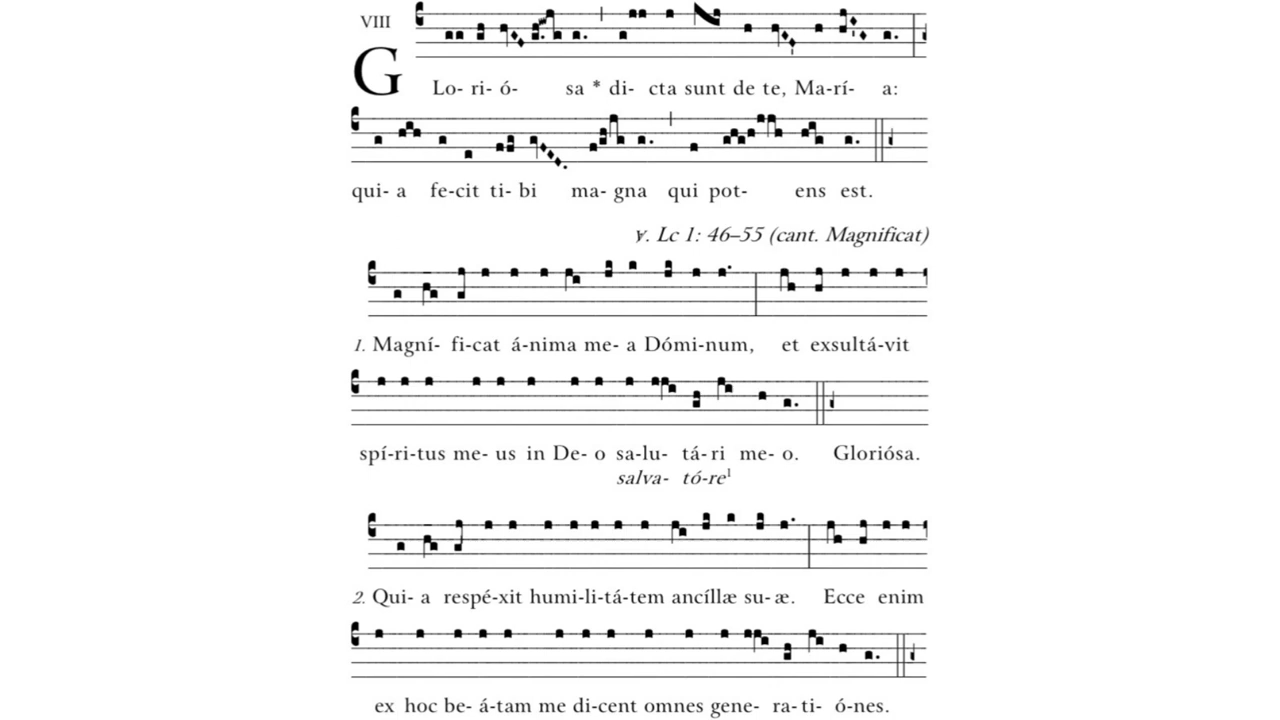 VIII
GLo- ri- ó- sa * di- cta sunt de te, Ma-rí- a:
qui- a fe-cit ti- bi ma- gna qui pot- ens est.
℣. Lc 1: 46–55 (cant. Magnificat)
1. Magní- fi-cat á-nima me- a Dómi-num, et exsultá-vit
spí-ri-tus me- us in De- o sa-lu- tá-ri me- o. Gloriósa.
salva- tó-re¹
2. Qui- a respé-xit humi-li-tá-tem ancíllæ su-æ. Ecce enim
ex hoc be- á-tam me di-cent omnes gene- ra-ti- ó-nes.